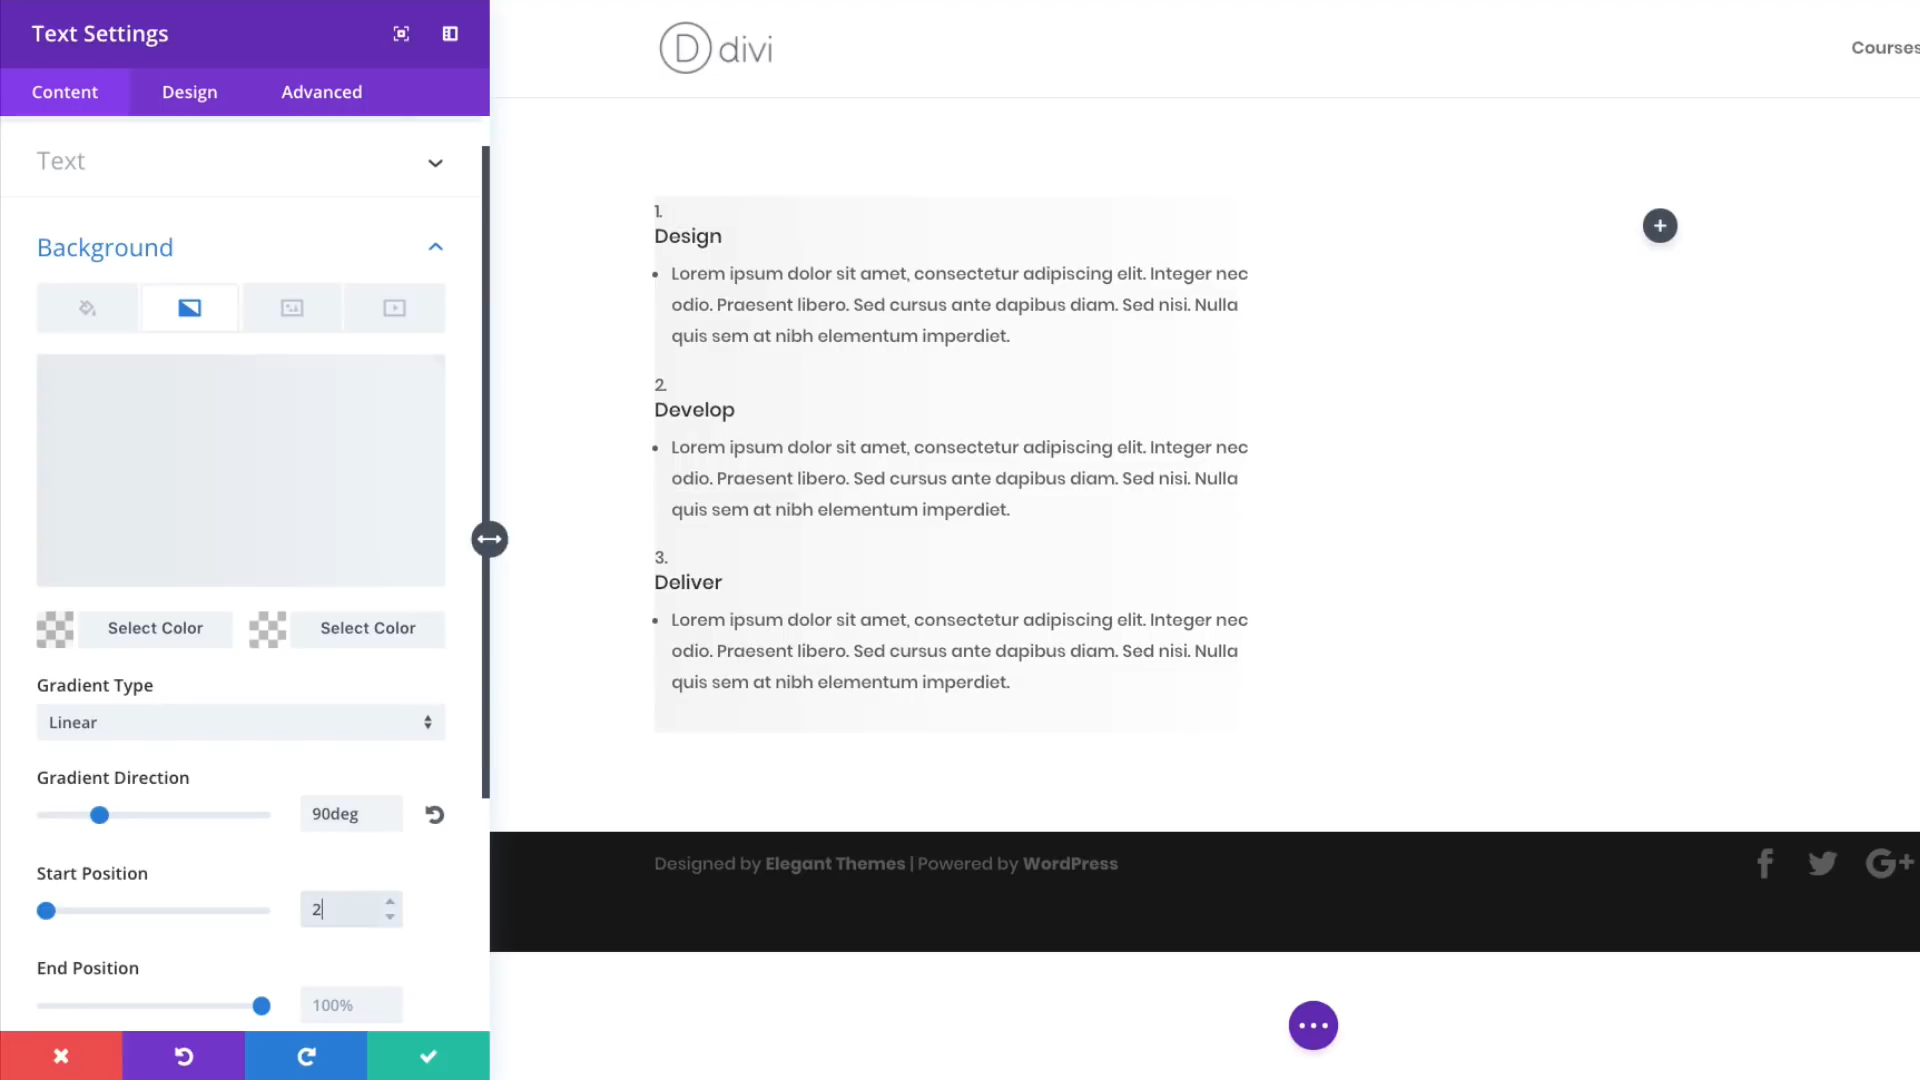 Text Settings
Content
Design
Advanced
Text
Background
Select Color
Select Color
Gradient Type
Linear
Gradient Direction
90deg
Start Position
2
End Position
100%
D divi
Courses
1.
Design
• Lorem ipsum dolor sit amet, consectetur adipiscing elit. Integer nec
odio. Praesent libero. Sed cursus ante dapibus diam. Sed nisi. Nulla
quis sem at nibh elementum imperdiet.
2.
Develop
• Lorem ipsum dolor sit amet, consectetur adipiscing elit. Integer nec
odio. Praesent libero. Sed cursus ante dapibus diam. Sed nisi. Nulla
quis sem at nibh elementum imperdiet.
3.
Deliver
• Lorem ipsum dolor sit amet, consectetur adipiscing elit. Integer nec
odio. Praesent libero. Sed cursus ante dapibus diam. Sed nisi. Nulla
quis sem at nibh elementum imperdiet.
Designed by Elegant Themes | Powered by WordPress